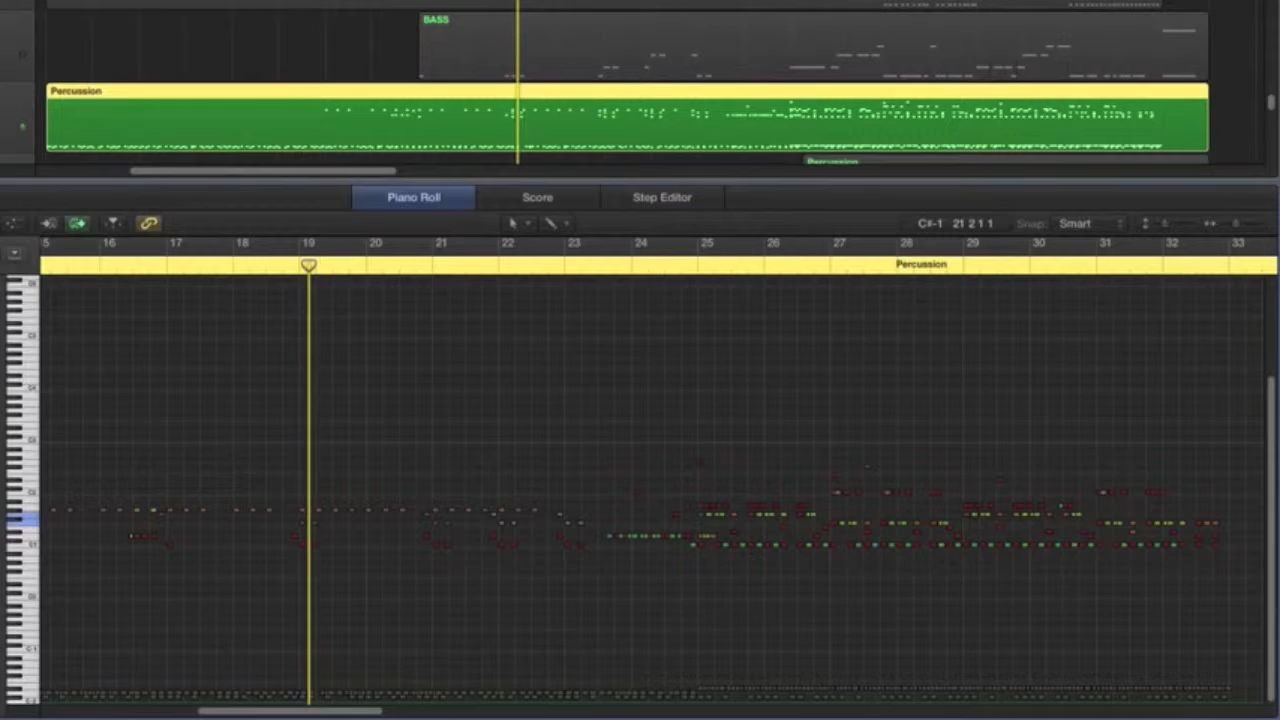 BASS
Percussion
Percussion
Piano Roll Score Step Editor
C#-1 21 2 1 1 Snap: Smart
5 16 17 18 19 20 21 22 23 24 25 26 27 28 29 30 31 32 33
Percussion